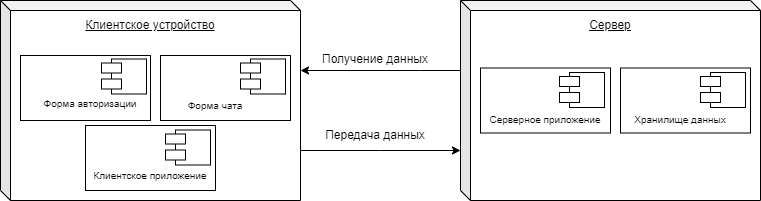 Клиентское устройство
Форма авторизации
Форма чата
Клиентское приложение
Получение данных
Передача данных
Сервер
Серверное приложение
Хранилище данных